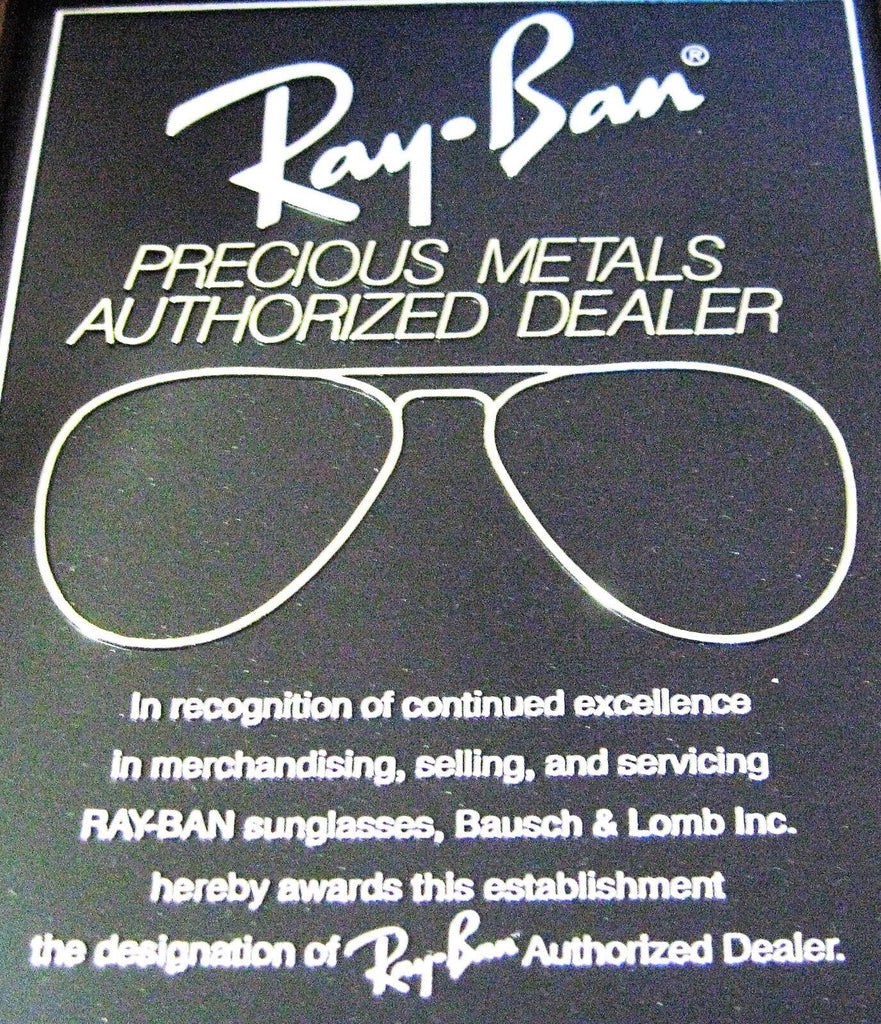 Ray-Ban®
PRECIOUS METALS
AUTHORIZED DEALER
In recognition of continued excellence
in merchandising, selling, and servicing
RAY-BAN sunglasses, Bausch & Lomb Inc.
hereby awards this establishment
the designation of Ray-Ban Authorized Dealer.